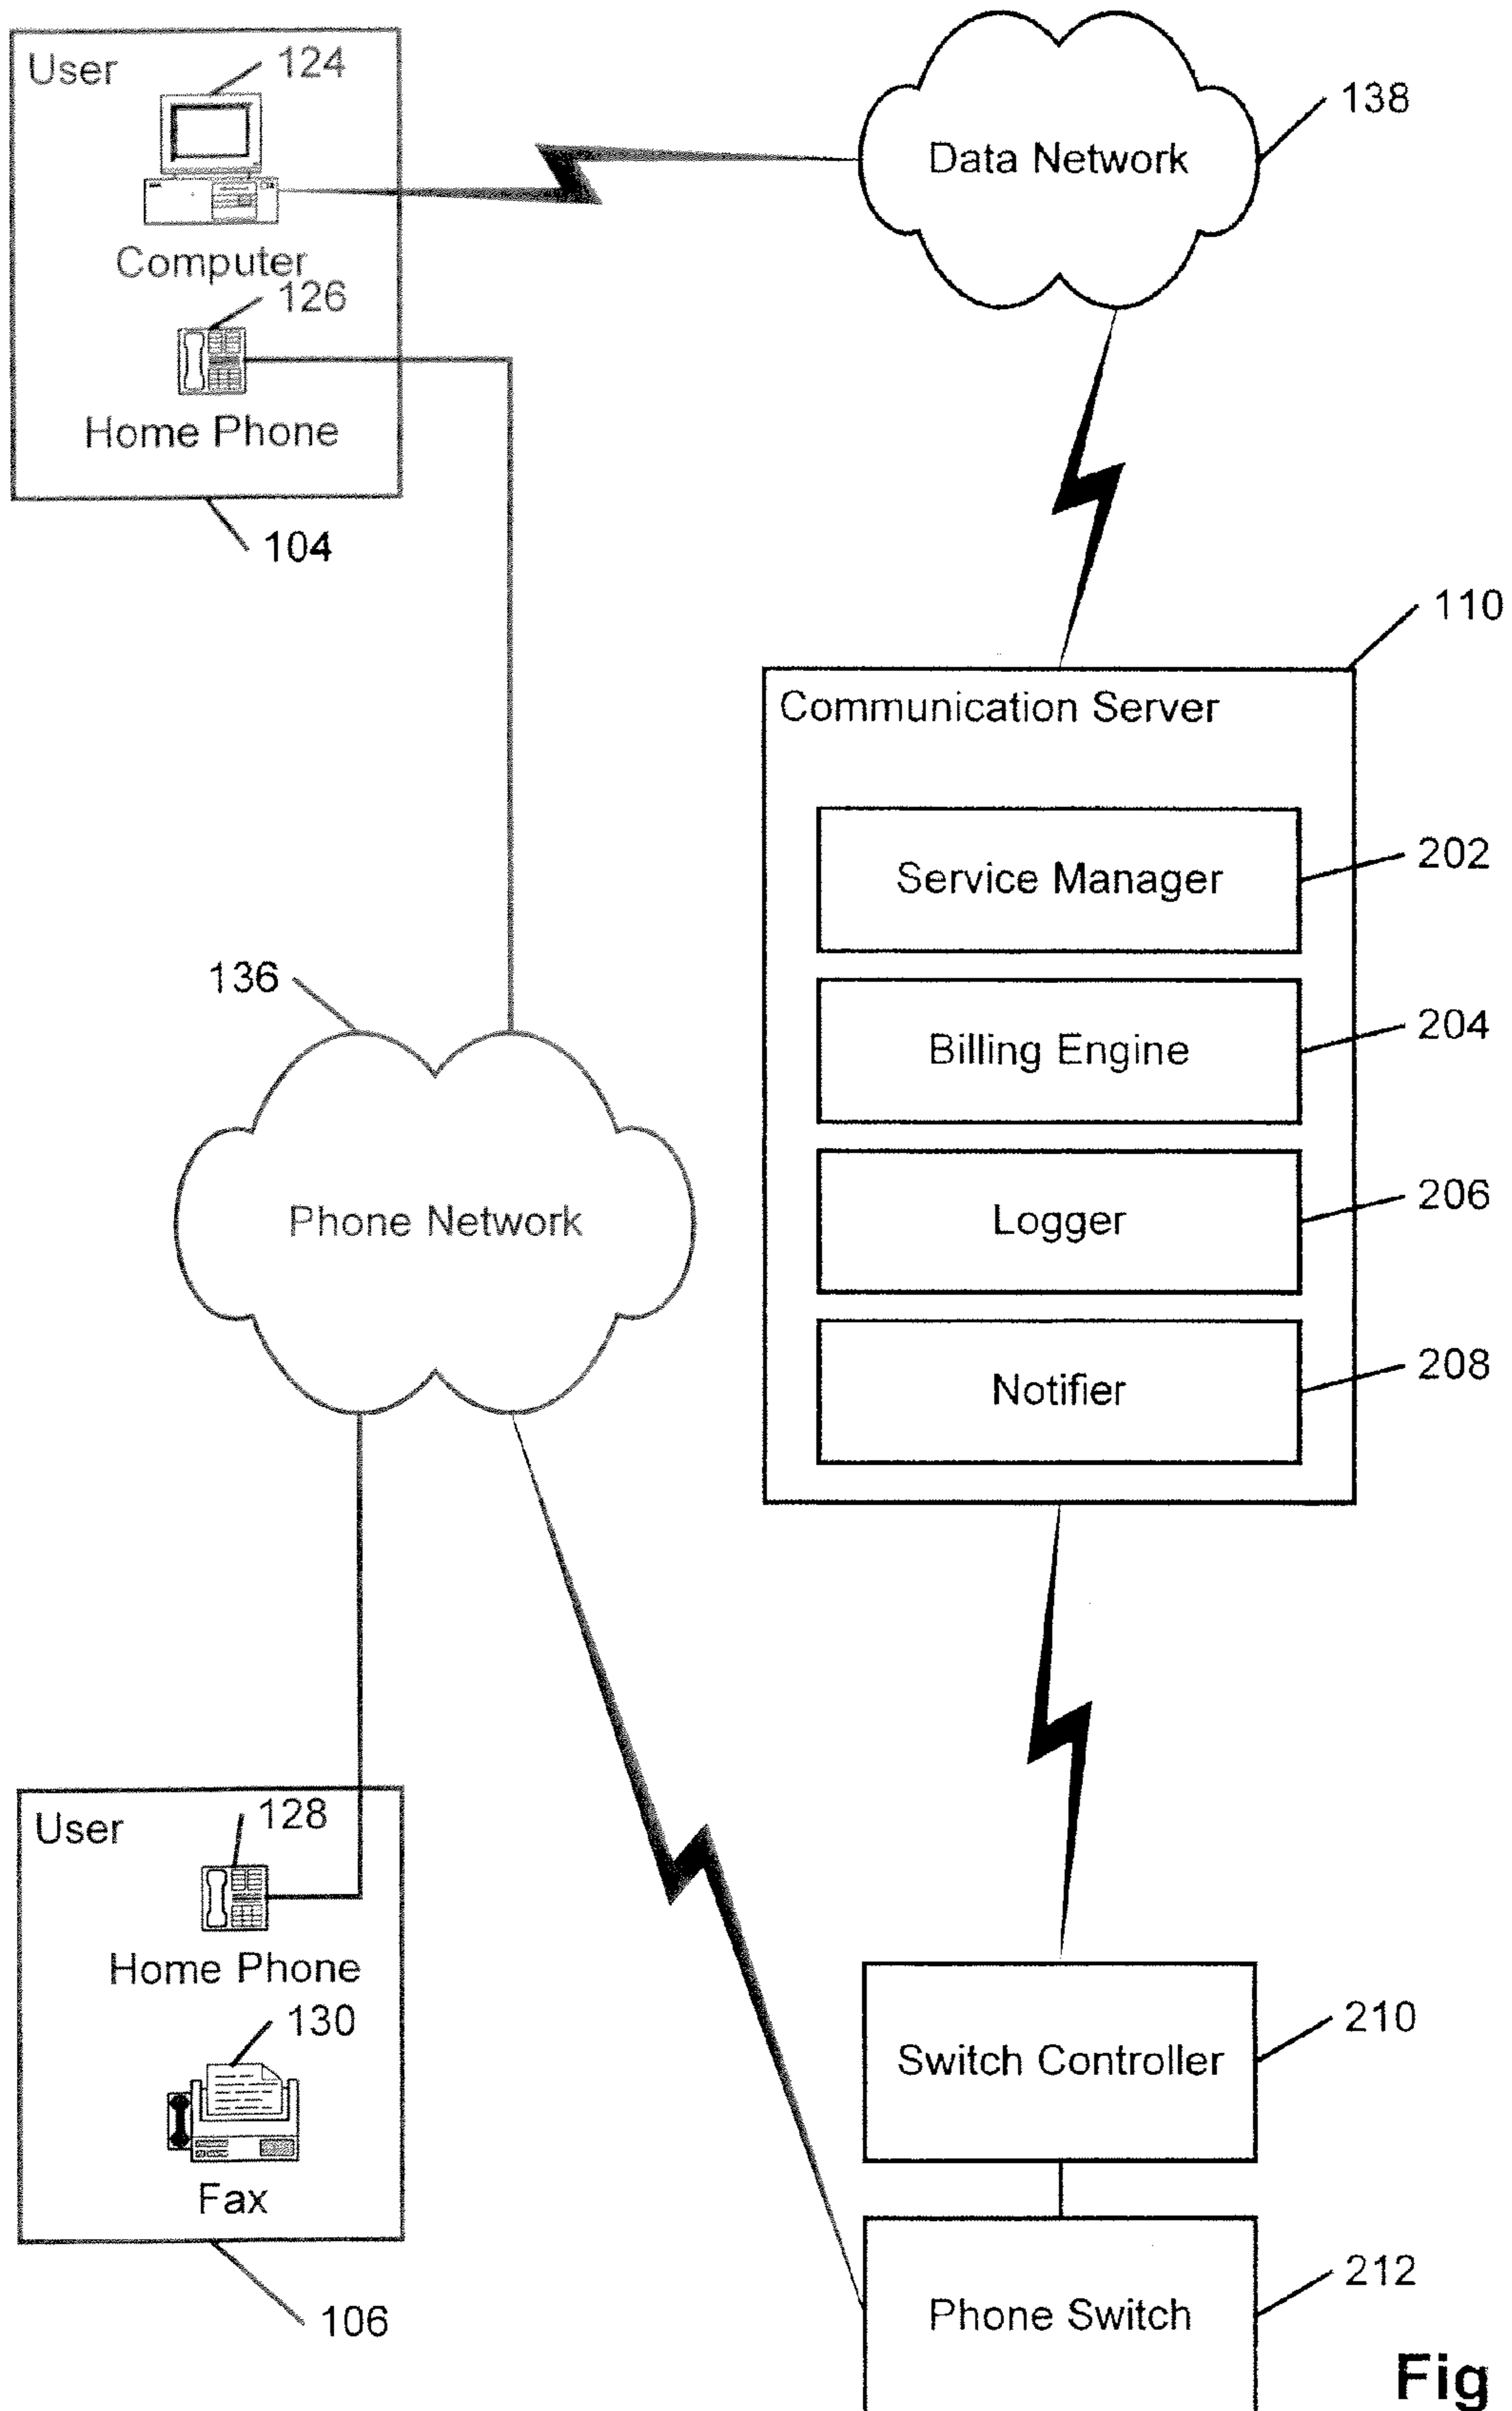 User
124
Computer
126
Home Phone
104
Data Network
138
110
Communication Server
Service Manager
202
Billing Engine
204
Logger
206
Notifier
208
136
Phone Network
User
128
Home Phone
130
Fax
106
Switch Controller
210
Phone Switch
212
Fig